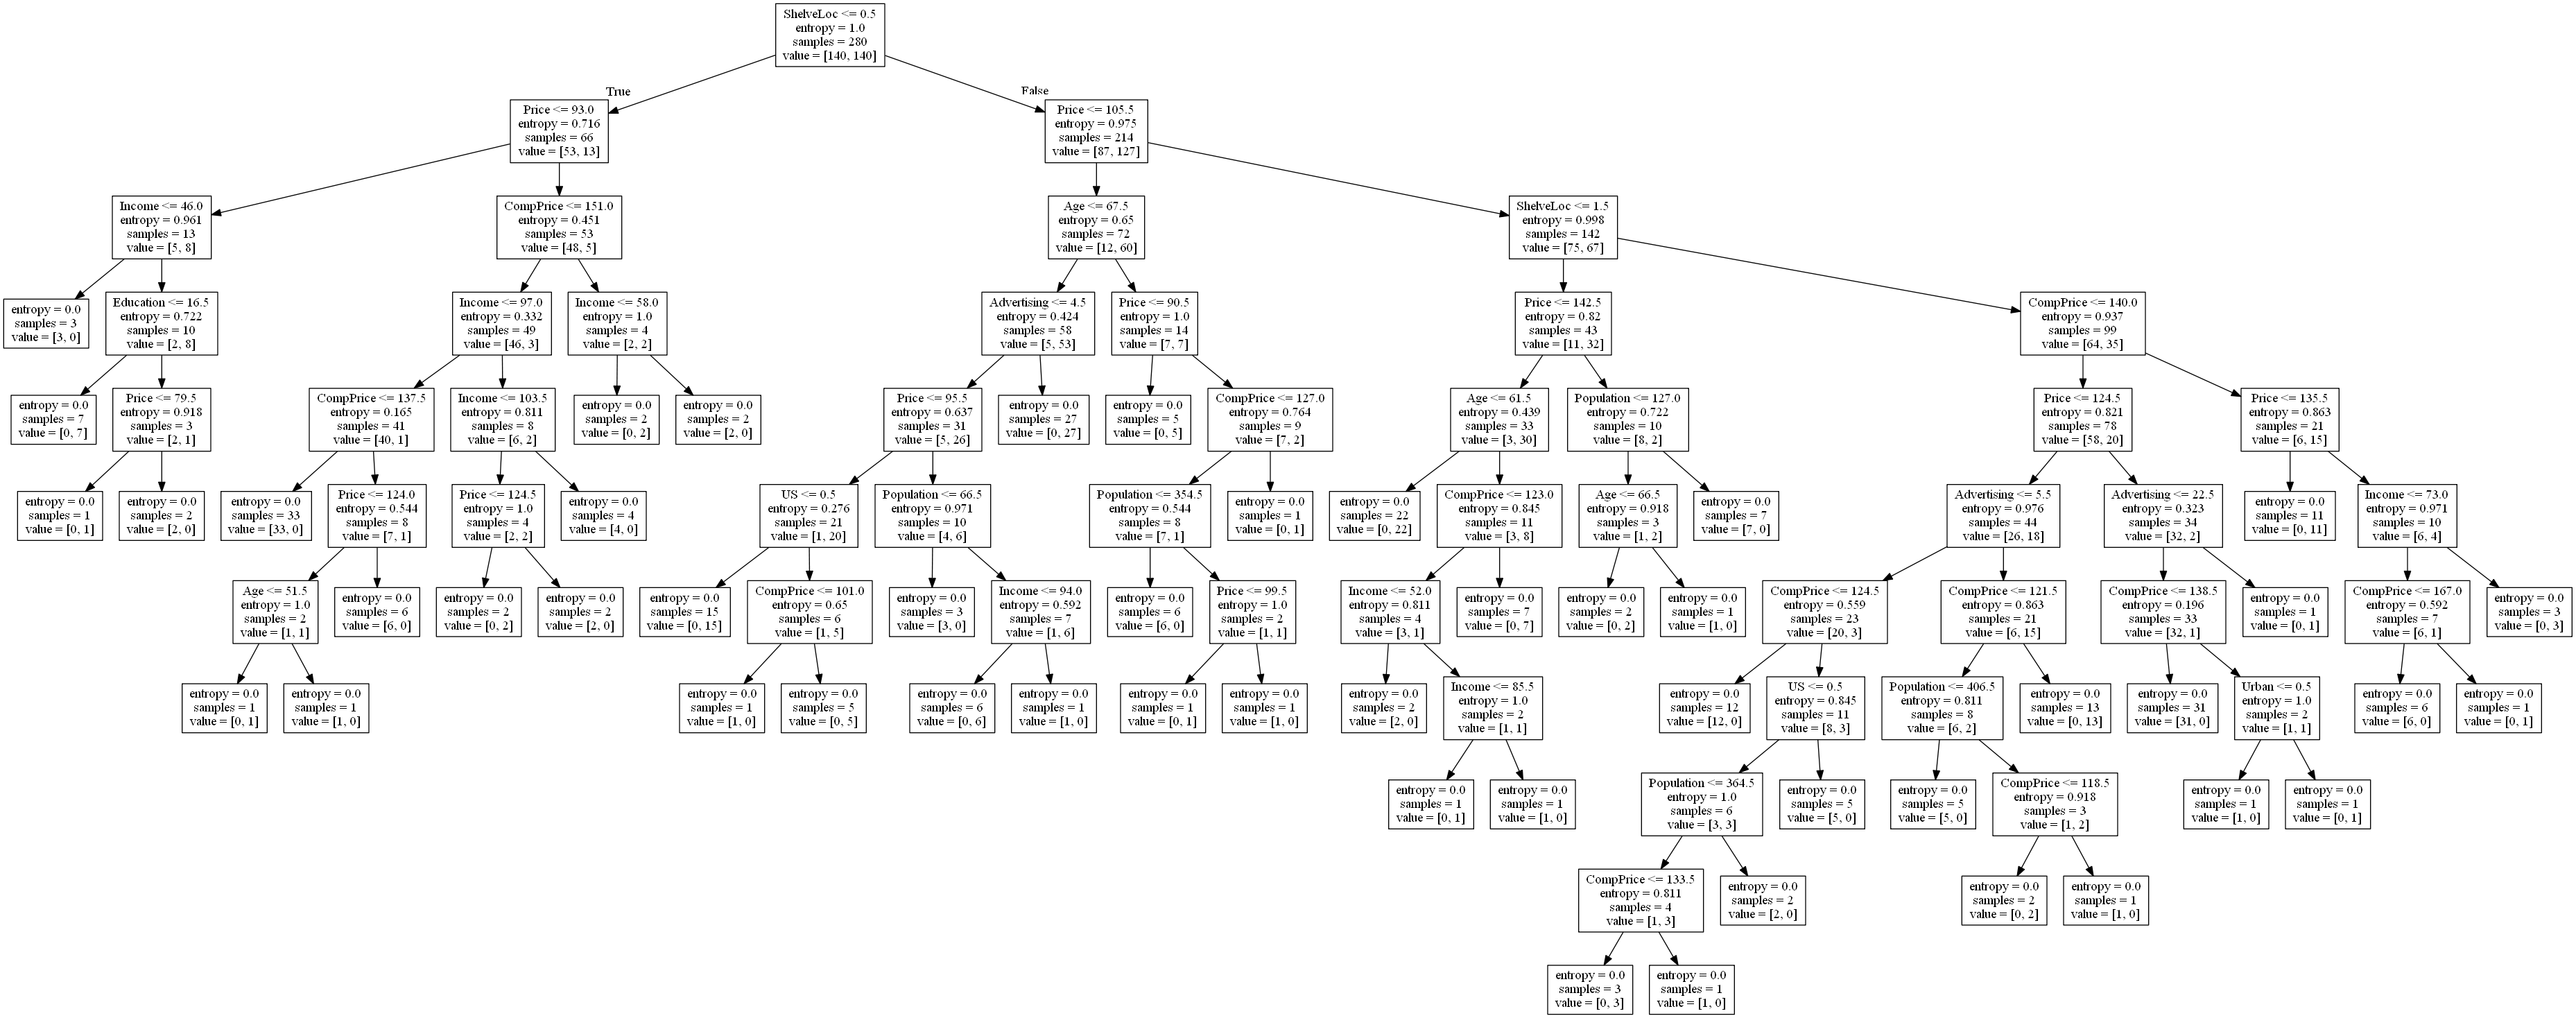 ShelveLoc <= 0.5
entropy = 1.0
samples = 280
value = [140, 140]
True
False
Price <= 93.0
entropy = 0.716
samples = 66
value = [53, 13]
Price <= 105.5
entropy = 0.975
samples = 214
value = [87, 127]
Income <= 46.0
entropy = 0.961
samples = 13
value = [5, 8]
CompPrice <= 151.0
entropy = 0.451
samples = 53
value = [48, 5]
Age <= 67.5
entropy = 0.65
samples = 72
value = [12, 60]
ShelveLoc <= 1.5
entropy = 0.998
samples = 142
value = [75, 67]
entropy = 0.0
samples = 3
value = [3, 0]
Education <= 16.5
entropy = 0.722
samples = 10
value = [2, 8]
Income <= 97.0
entropy = 0.332
samples = 49
value = [46, 3]
Income <= 58.0
entropy = 1.0
samples = 4
value = [2, 2]
Advertising <= 4.5
entropy = 0.424
samples = 58
value = [5, 53]
Price <= 90.5
entropy = 1.0
samples = 14
value = [7, 7]
Price <= 142.5
entropy = 0.82
samples = 43
value = [11, 32]
CompPrice <= 140.0
entropy = 0.937
samples = 99
value = [64, 35]
entropy = 0.0
samples = 7
value = [0, 7]
Price <= 79.5
entropy = 0.918
samples = 3
value = [2, 1]
CompPrice <= 137.5
entropy = 0.165
samples = 41
value = [40, 1]
Income <= 103.5
entropy = 0.811
samples = 8
value = [6, 2]
entropy = 0.0
samples = 2
value = [0, 2]
entropy = 0.0
samples = 2
value = [2, 0]
Price <= 95.5
entropy = 0.637
samples = 31
value = [5, 26]
entropy = 0.0
samples = 27
value = [0, 27]
entropy = 0.0
samples = 5
value = [0, 5]
CompPrice <= 127.0
entropy = 0.764
samples = 9
value = [7, 2]
Age <= 61.5
entropy = 0.439
samples = 33
value = [3, 30]
Population <= 127.0
entropy = 0.722
samples = 10
value = [8, 2]
Price <= 124.5
entropy = 0.821
samples = 78
value = [58, 20]
Price <= 135.5
entropy = 0.863
samples = 21
value = [6, 15]
entropy = 0.0
samples = 1
value = [0, 1]
entropy = 0.0
samples = 2
value = [2, 0]
entropy = 0.0
samples = 33
value = [33, 0]
Price <= 124.0
entropy = 0.544
samples = 8
value = [7, 1]
Price <= 124.5
entropy = 1.0
samples = 4
value = [2, 2]
entropy = 0.0
samples = 4
value = [4, 0]
US <= 0.5
entropy = 0.276
samples = 21
value = [1, 20]
Population <= 66.5
entropy = 0.971
samples = 10
value = [4, 6]
Population <= 354.5
entropy = 0.544
samples = 8
value = [7, 1]
entropy = 0.0
samples = 1
value = [0, 1]
entropy = 0.0
samples = 22
value = [0, 22]
CompPrice <= 123.0
entropy = 0.845
samples = 11
value = [3, 8]
Age <= 66.5
entropy = 0.918
samples = 3
value = [1, 2]
entropy = 0.0
samples = 7
value = [7, 0]
Advertising <= 5.5
entropy = 0.976
samples = 44
value = [26, 18]
Advertising <= 22.5
entropy = 0.323
samples = 34
value = [32, 2]
entropy = 0.0
samples = 11
value = [0, 11]
Income <= 73.0
entropy = 0.971
samples = 10
value = [6, 4]
Age <= 51.5
entropy = 1.0
samples = 2
value = [1, 1]
entropy = 0.0
samples = 6
value = [6, 0]
entropy = 0.0
samples = 2
value = [0, 2]
entropy = 0.0
samples = 2
value = [2, 0]
entropy = 0.0
samples = 15
value = [0, 15]
CompPrice <= 101.0
entropy = 0.65
samples = 6
value = [1, 5]
entropy = 0.0
samples = 3
value = [3, 0]
Income <= 94.0
entropy = 0.592
samples = 7
value = [1, 6]
entropy = 0.0
samples = 6
value = [6, 0]
Price <= 99.5
entropy = 1.0
samples = 2
value = [1, 1]
Income <= 52.0
entropy = 0.811
samples = 4
value = [3, 1]
entropy = 0.0
samples = 7
value = [0, 7]
entropy = 0.0
samples = 2
value = [0, 2]
entropy = 0.0
samples = 1
value = [1, 0]
CompPrice <= 124.5
entropy = 0.559
samples = 23
value = [20, 3]
CompPrice <= 121.5
entropy = 0.863
samples = 21
value = [6, 15]
CompPrice <= 138.5
entropy = 0.196
samples = 33
value = [32, 1]
entropy = 0.0
samples = 1
value = [0, 1]
CompPrice <= 167.0
entropy = 0.592
samples = 7
value = [6, 1]
entropy = 0.0
samples = 3
value = [0, 3]
entropy = 0.0
samples = 1
value = [0, 1]
entropy = 0.0
samples = 1
value = [1, 0]
entropy = 0.0
samples = 1
value = [1, 0]
entropy = 0.0
samples = 5
value = [0, 5]
entropy = 0.0
samples = 6
value = [0, 6]
entropy = 0.0
samples = 1
value = [1, 0]
entropy = 0.0
samples = 1
value = [0, 1]
entropy = 0.0
samples = 1
value = [1, 0]
entropy = 0.0
samples = 2
value = [2, 0]
Income <= 85.5
entropy = 1.0
samples = 2
value = [1, 1]
entropy = 0.0
samples = 12
value = [12, 0]
US <= 0.5
entropy = 0.845
samples = 11
value = [8, 3]
Population <= 406.5
entropy = 0.811
samples = 8
value = [6, 2]
entropy = 0.0
samples = 13
value = [0, 13]
entropy = 0.0
samples = 31
value = [31, 0]
Urban <= 0.5
entropy = 1.0
samples = 2
value = [1, 1]
entropy = 0.0
samples = 6
value = [6, 0]
entropy = 0.0
samples = 1
value = [0, 1]
entropy = 0.0
samples = 1
value = [0, 1]
entropy = 0.0
samples = 1
value = [1, 0]
Population <= 364.5
entropy = 1.0
samples = 6
value = [3, 3]
entropy = 0.0
samples = 5
value = [5, 0]
entropy = 0.0
samples = 5
value = [5, 0]
CompPrice <= 118.5
entropy = 0.918
samples = 3
value = [1, 2]
entropy = 0.0
samples = 1
value = [1, 0]
entropy = 0.0
samples = 1
value = [0, 1]
CompPrice <= 133.5
entropy = 0.811
samples = 4
value = [1, 3]
entropy = 0.0
samples = 2
value = [2, 0]
entropy = 0.0
samples = 2
value = [0, 2]
entropy = 0.0
samples = 1
value = [1, 0]
entropy = 0.0
samples = 3
value = [0, 3]
entropy = 0.0
samples = 1
value = [1, 0]